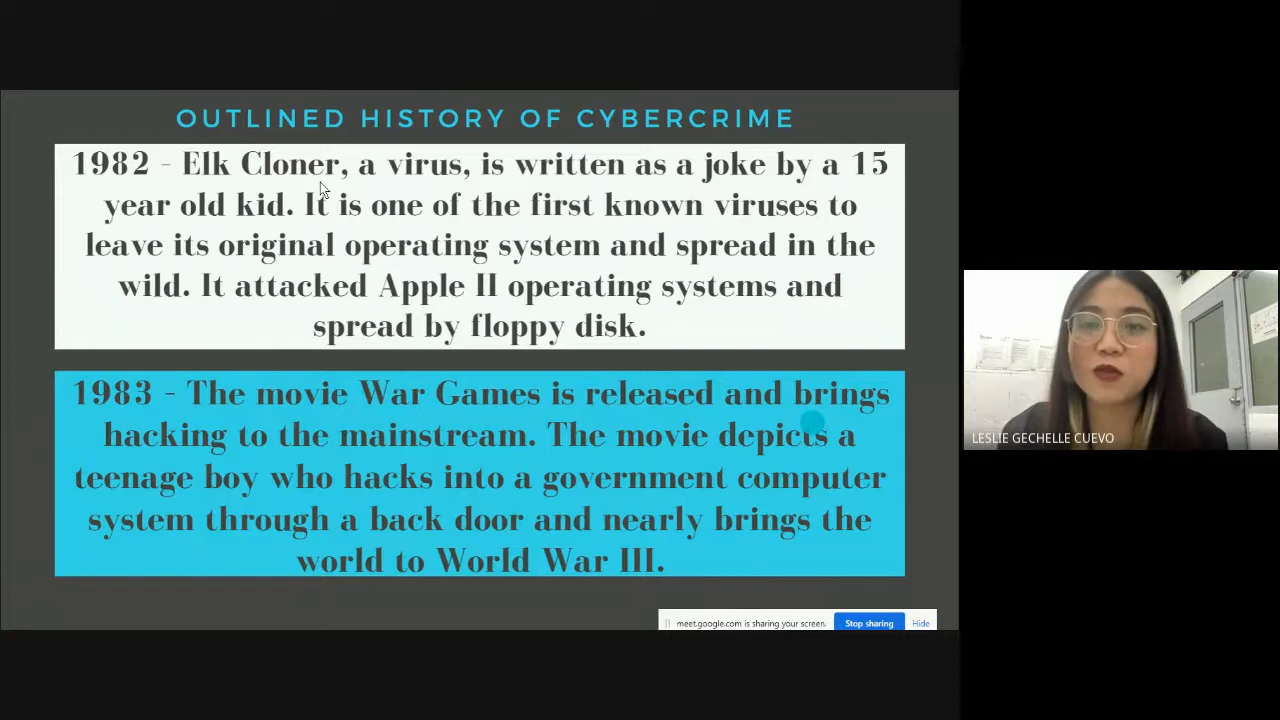 OUTLINED HISTORY OF CYBERCRIME
1982 - Elk Cloner, a virus, is written as a joke by a 15
year old kid. It is one of the first known viruses to
leave its original operating system and spread in the
wild. It attacked Apple II operating systems and
spread by floppy disk.
1983 - The movie War Games is released and brings
hacking to the mainstream. The movie depicts a
teenage boy who hacks into a government computer
system through a back door and nearly brings the
world to World War III.
LESLIE GECHELLE CUEVO
meet.google.com is sharing your screen. Stop sharing Hide